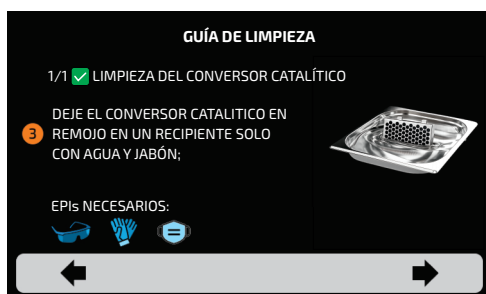 GUÍA DE LIMPIEZA
1/1 ✅ LIMPIEZA DEL CONVERSOR CATALÍTICO
DEJE EL CONVERSOR CATALITICO EN
3 REMOJO EN UN RECIPIENTE SOLO
CON AGUA Y JABÓN;
EPIs NECESARIOS: